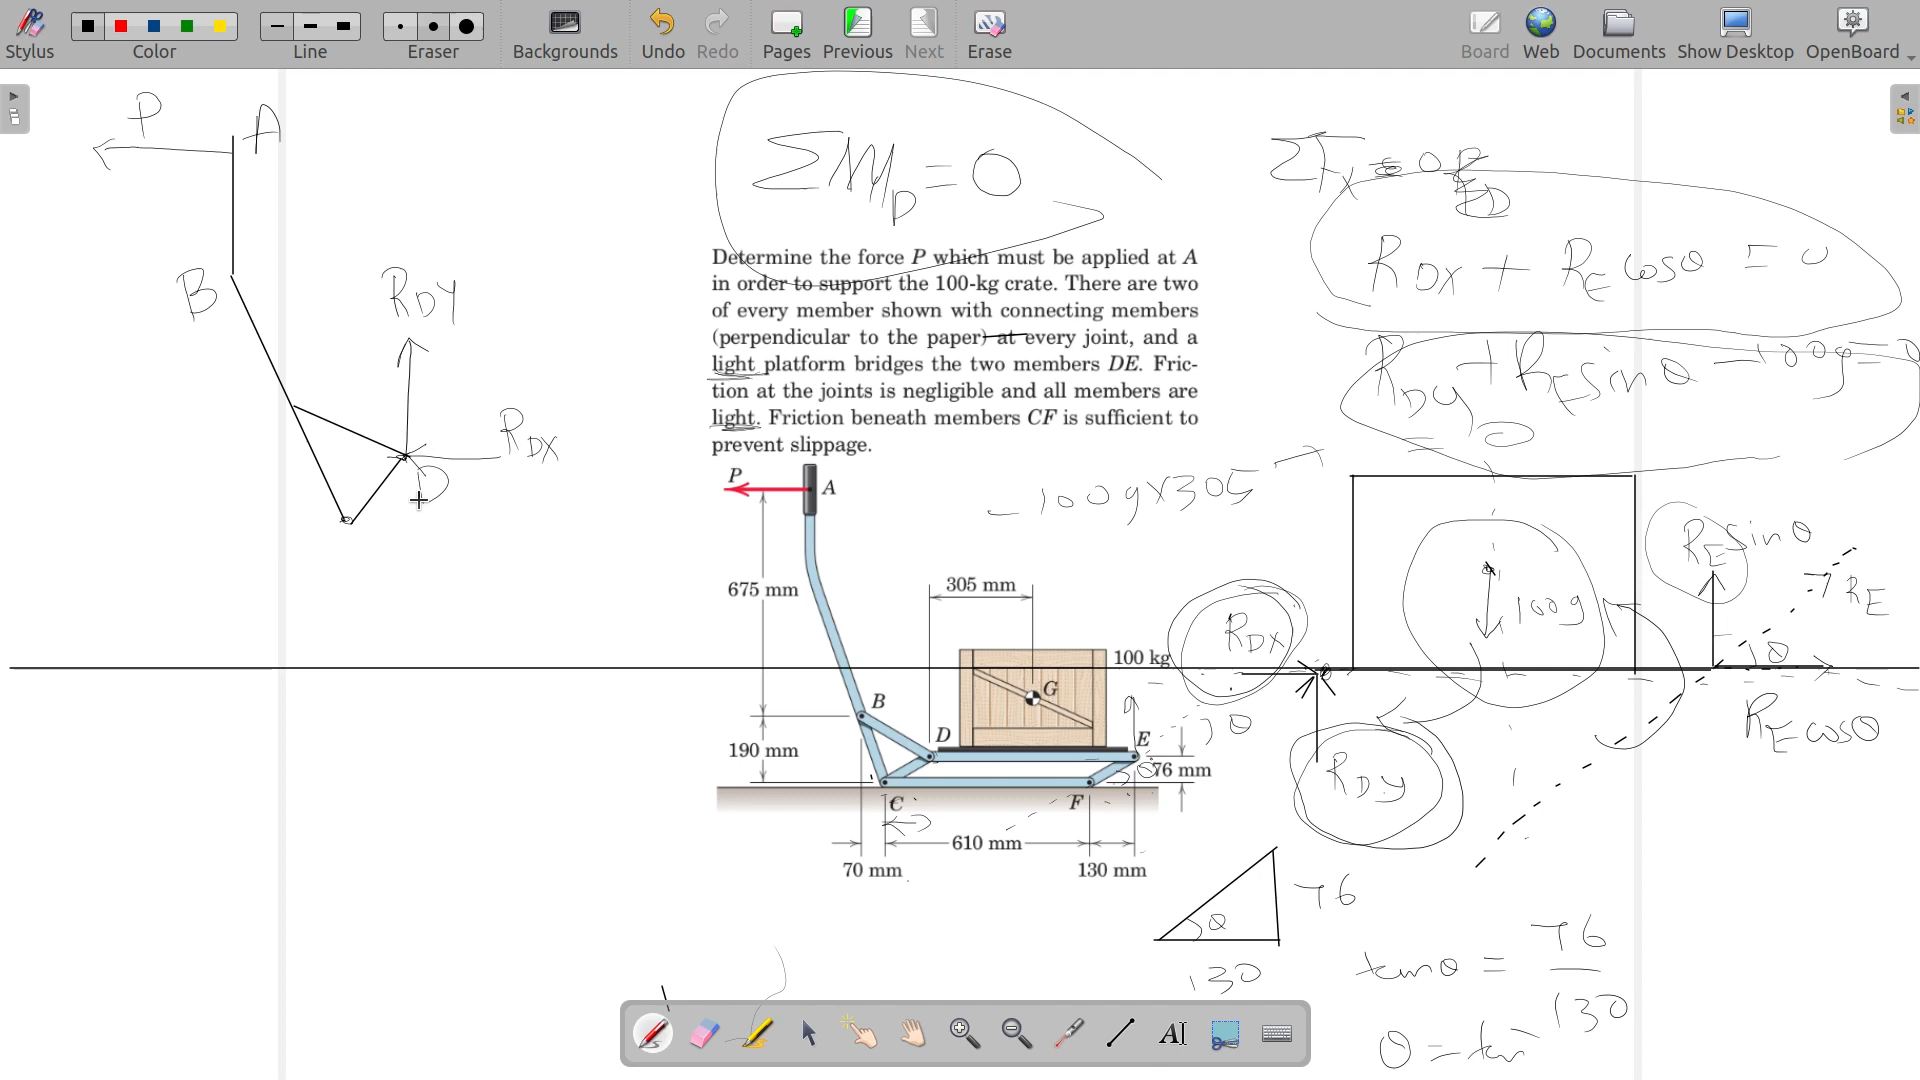 Stylus
Color
Line
Eraser
Backgrounds
Undo
Redo
Pages
Previous
Next
Erase
Board
Web
Documents
Show Desktop
OpenBoard
P
A
B
R_DY
R_DX
D
ΣM_D = 0
ΣF_X = 0
R_DX + R_E cosθ = 0
R_DY + R_E sinθ - 100g = 0
Determine the force P which must be applied at A
in order to support the 100-kg crate. There are two
of every member shown with connecting members
(perpendicular to the paper) at every joint, and a
light platform bridges the two members DE. Fric-
tion at the joints is negligible and all members are
light. Friction beneath members CF is sufficient to
prevent slippage.
P
A
- 100g X 305
675 mm
305 mm
100 kg
G
B
D
E
190 mm
76 mm
C
F
610 mm
70 mm
130 mm
θ
R_DX
R_DY
100g
R_E sinθ
R_E
θ
R_E cosθ
θ
76
130
tanθ = 76
130
θ = tan⁻
AI